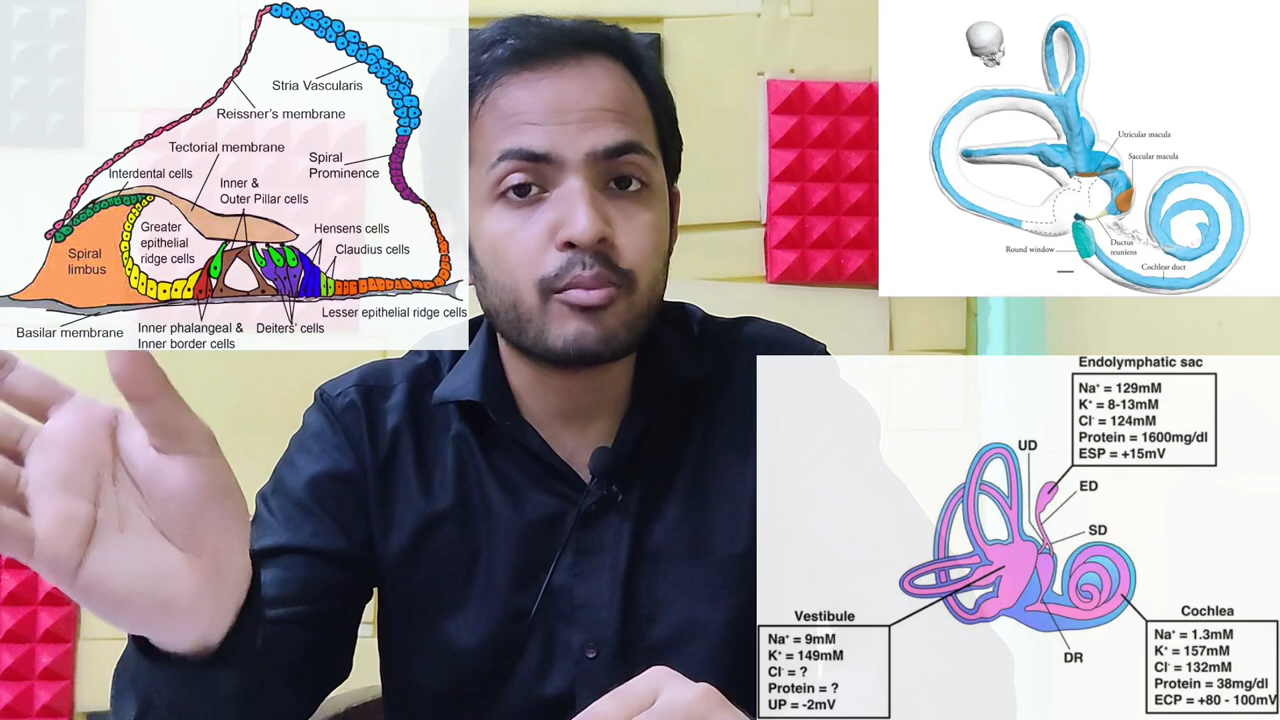 Stria Vascularis
Reissner's membrane
Tectorial membrane
Spiral
Prominence
Interdental cells
Inner &
Outer Pillar cells
Greater
epithelial
ridge cells
Hensens cells
Claudius cells
Spiral
limbus
Lesser epithelial ridge cells
Basilar membrane
Inner phalangeal &
Inner border cells
Deiters' cells
Utricular macula
Saccular macula
Round window
Ductus
reuniens
Cochlear duct
Endolymphatic sac
Na⁺ = 129mM
K⁺ = 8-13mM
Cl⁻ = 124mM
Protein = 1600mg/dl
ESP = +15mV
UD
ED
SD
Vestibule
Na⁺ = 9mM
K⁺ = 149mM
Cl⁻ = ?
Protein = ?
UP = -2mV
DR
Cochlea
Na⁺ = 1.3mM
K⁺ = 157mM
Cl⁻ = 132mM
Protein = 38mg/dl
ECP = +80 - 100mV